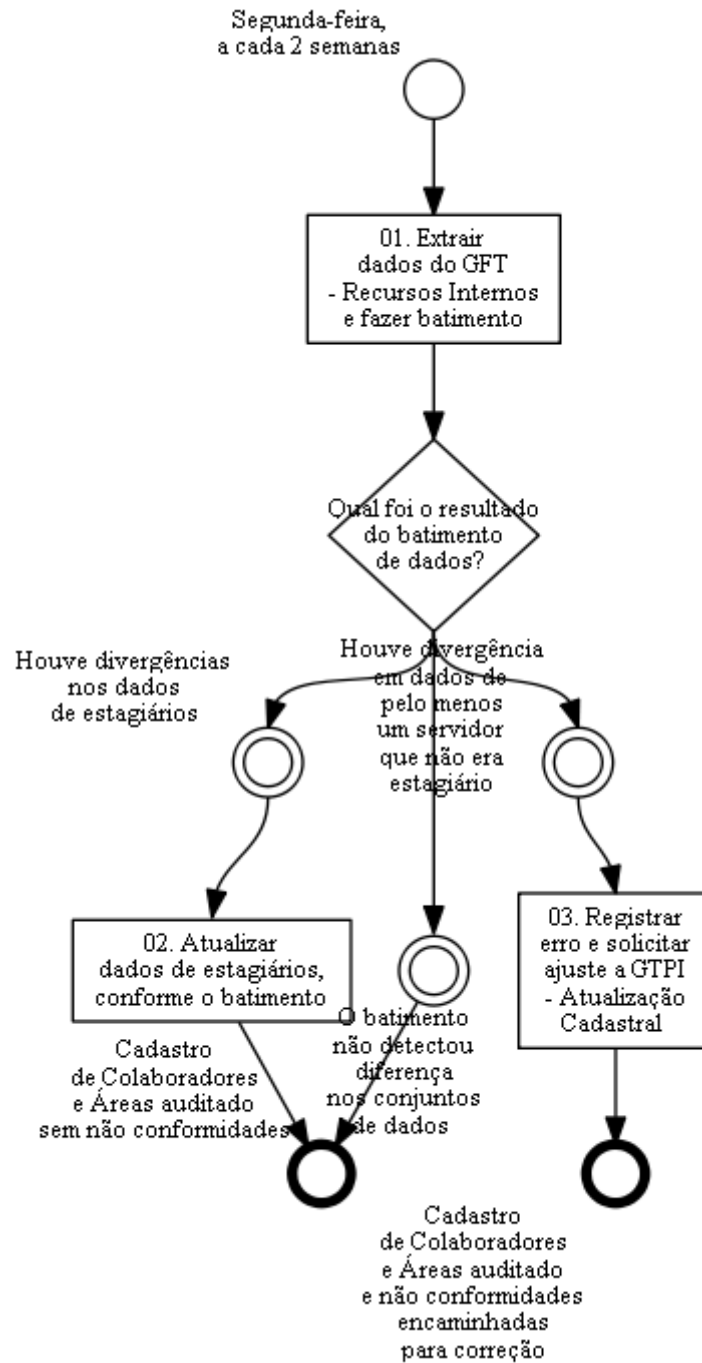 Segunda-feira,
a cada 2 semanas
01. Extrair
dados do GFT
- Recursos Internos
e fazer batimento
Qual foi o resultado
do batimento
de dados?
Houve divergências
nos dados
de estagiários
Houve divergência
em dados de
pelo menos
um servidor
que não era
estagiário
02. Atualizar
dados de estagiários,
conforme o batimento
03. Registrar
erro e solicitar
ajuste a GTPI
- Atualização
Cadastral
O batimento
não detectou
diferença
nos conjuntos
de dados
Cadastro
de Colaboradores
e Áreas auditado
sem não conformidades
Cadastro
de Colaboradores
e Áreas auditado
e não conformidades
encaminhadas
para correção